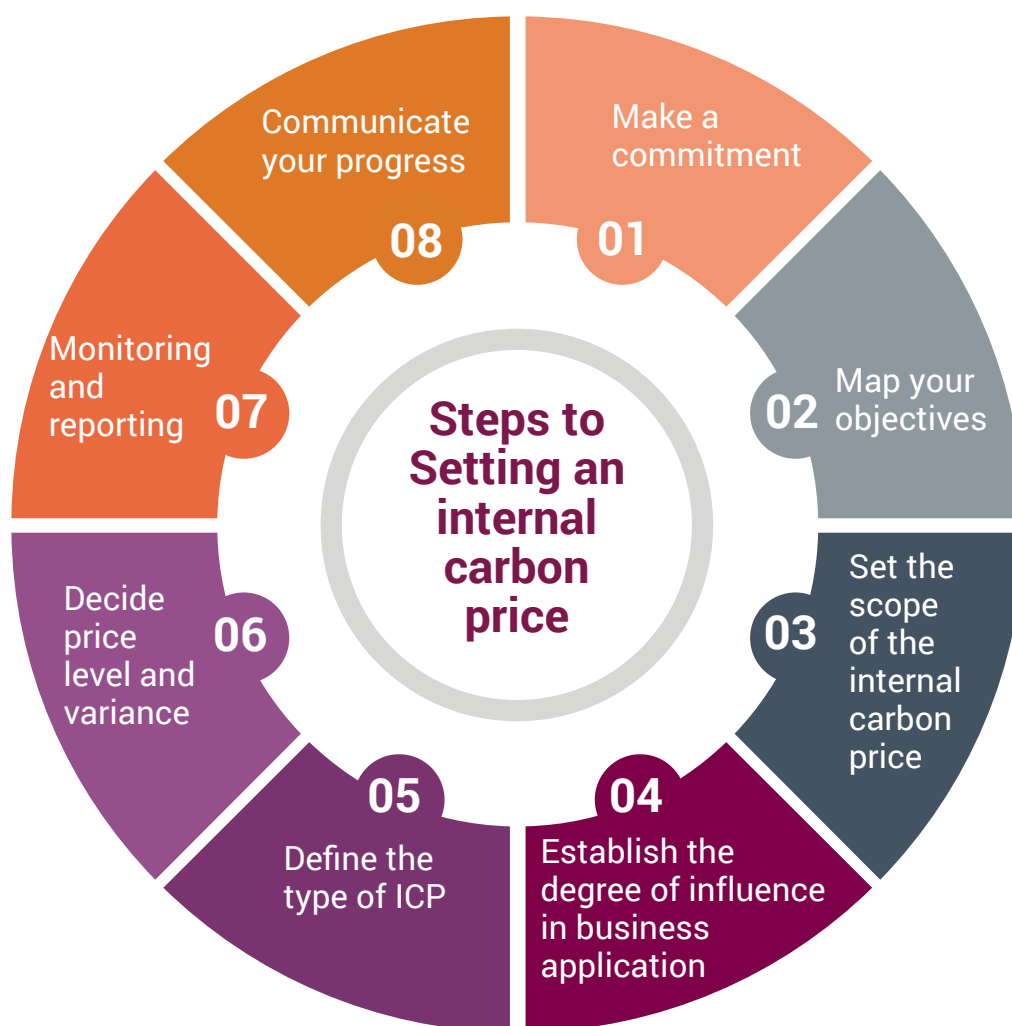 Steps to
Setting an
internal
carbon
price
01
Make a
commitment
02
Map your
objectives
03
Set the
scope
of the
internal
carbon
price
04
Establish the
degree of influence
in business
application
05
Define the
type of ICP
06
Decide
price
level and
variance
07
Monitoring
and
reporting
08
Communicate
your progress